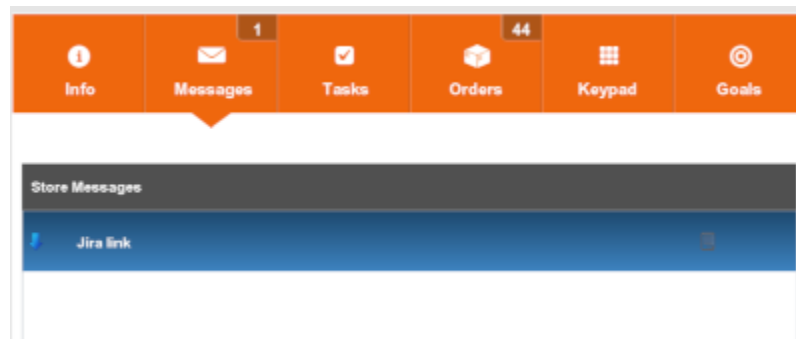 1
44
Info Messages Tasks Orders Keypad Goals
Store Messages
Jira link